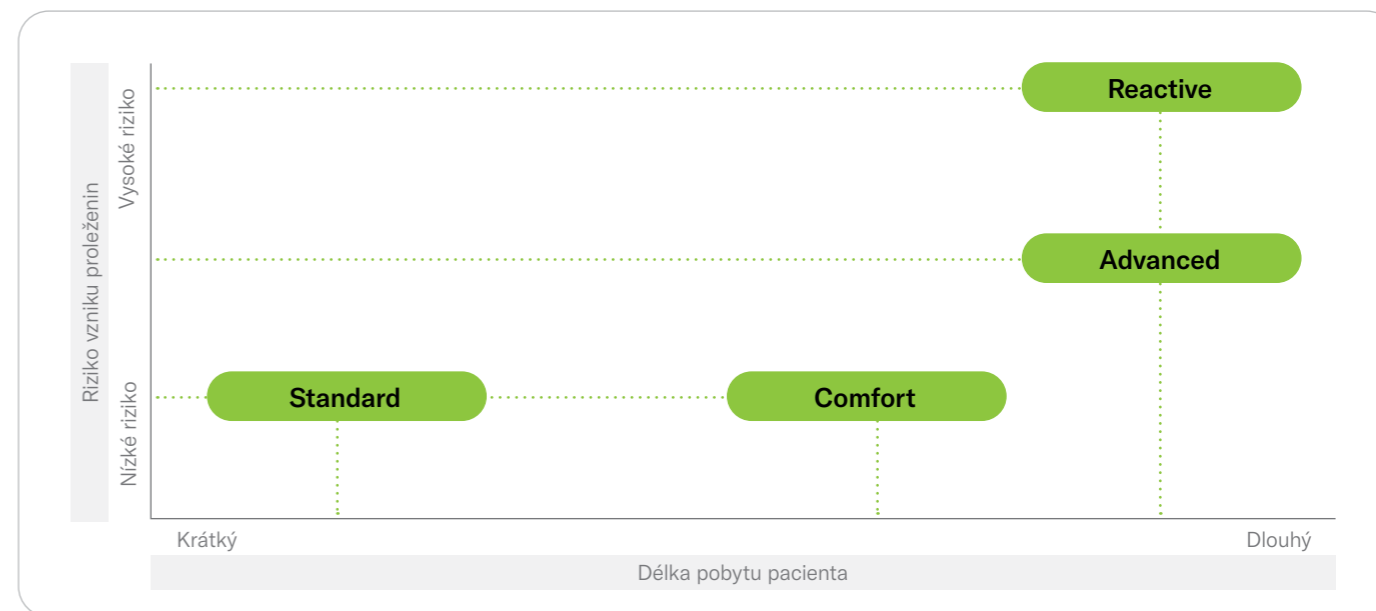 Riziko vzniku proleženin
Vysoké riziko
Nízké riziko
Reactive
Advanced
Standard
Comfort
Krátký
Dlouhý
Délka pobytu pacienta